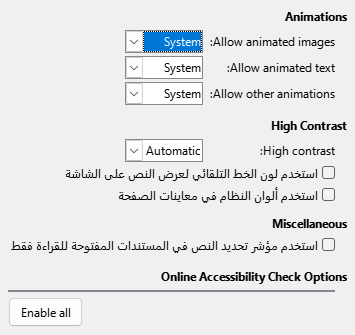 Animations
Allow animated images: System
Allow animated text: System
Allow other animations: System
High Contrast
High contrast: Automatic
استخدم لون الخط التلقائي لعرض النص على الشاشة
استخدم ألوان النظام في معاينات الصفحة
Miscellaneous
استخدم مؤشر تحديد النص في المستندات المفتوحة للقراءة فقط
Online Accessibility Check Options
Enable all